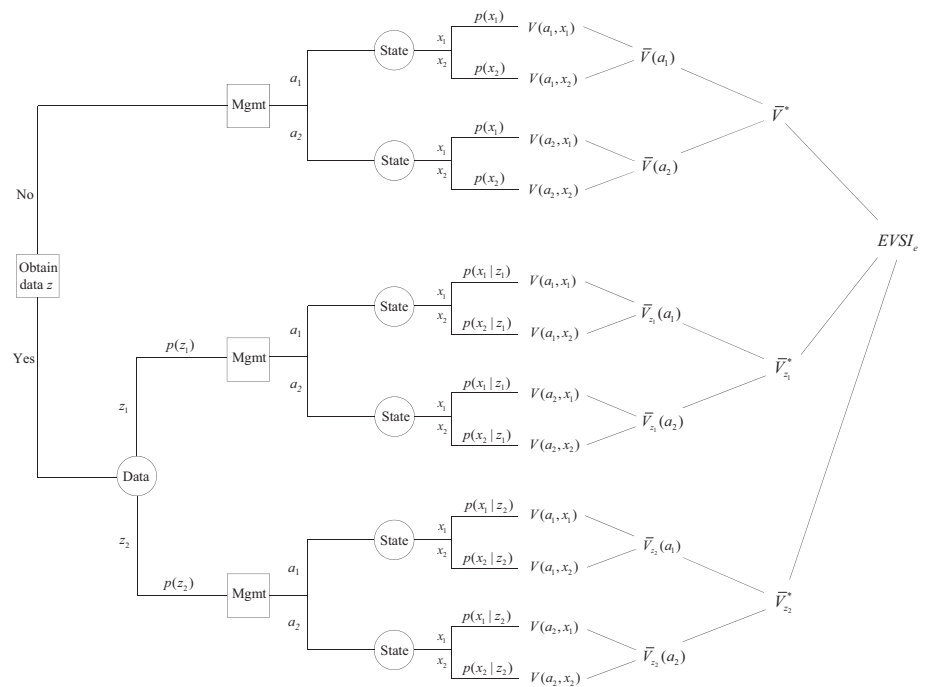 p(x₁)
V(a₁, x₁)
x₁
State
x₂
V̅(a₁)
p(x₂)
V(a₁, x₂)
a₁
Mgmt
V̅*
a₂
p(x₁)
V(a₂, x₁)
x₁
State
x₂
V̅(a₂)
p(x₂)
V(a₂, x₂)
No
EVSIₑ
Obtain
data z
p(x₁ | z₁)
V(a₁, x₁)
x₁
State
x₂
V̅z₁(a₁)
p(x₂ | z₁)
V(a₁, x₂)
a₁
Yes
p(z₁)
Mgmt
V̅*z₁
a₂
p(x₁ | z₁)
V(a₂, x₁)
x₁
State
x₂
V̅z₁(a₂)
p(x₂ | z₁)
V(a₂, x₂)
z₁
Data
z₂
p(x₁ | z₂)
V(a₁, x₁)
x₁
State
x₂
V̅z₂(a₁)
p(x₂ | z₂)
V(a₁, x₂)
a₁
p(z₂)
Mgmt
V̅*z₂
a₂
p(x₁ | z₂)
V(a₂, x₁)
x₁
State
x₂
V̅z₂(a₂)
p(x₂ | z₂)
V(a₂, x₂)